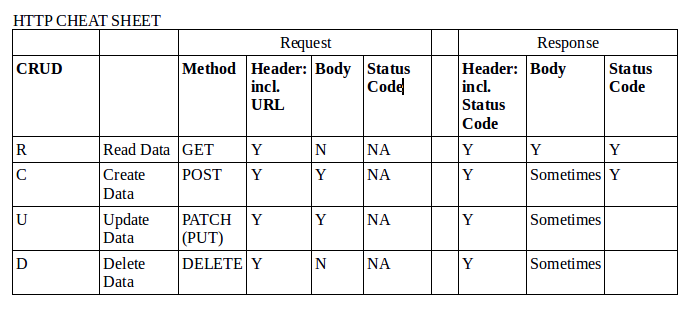 HTTP CHEAT SHEET
Request Response
CRUD Method Header: incl. URL Body Status Code Header: incl. Status Code Body Status Code
R Read Data GET Y N NA Y Y Y
C Create Data POST Y Y NA Y Sometimes Y
U Update Data PATCH (PUT) Y Y NA Y Sometimes
D Delete Data DELETE Y N NA Y Sometimes